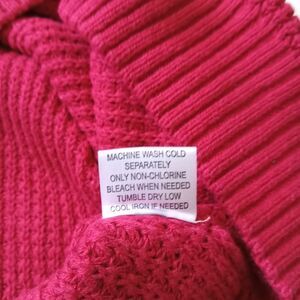 MACHINE WASH COLD
SEPARATELY
ONLY NON-CHLORINE
BLEACH WHEN NEEDED
TUMBLE DRY LOW
COOL IRON IF NEEDED